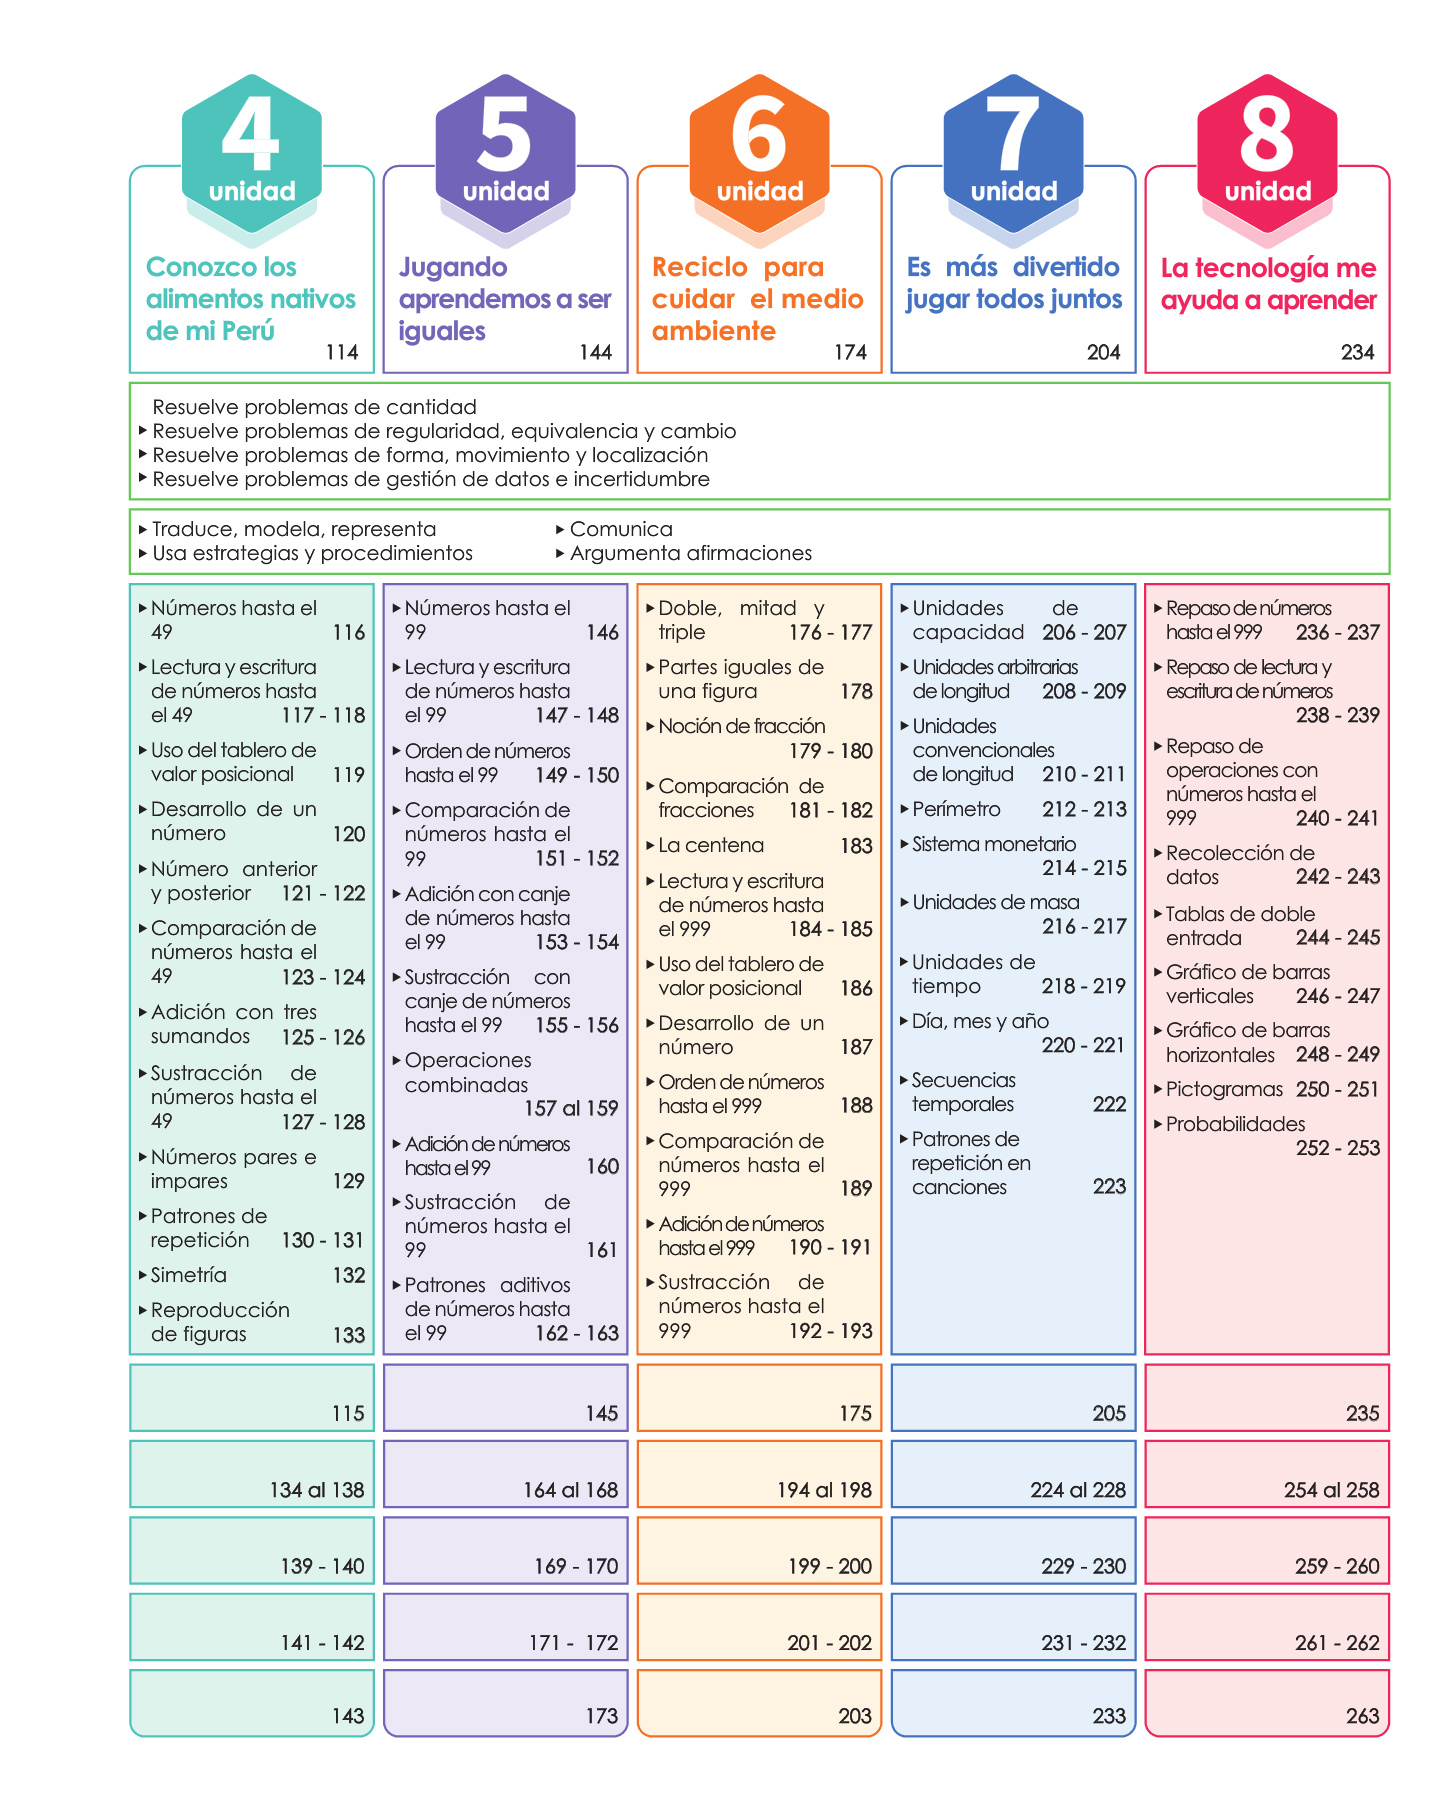 4
unidad
Conozco los
alimentos nativos
de mi Perú
114
5
unidad
Jugando
aprendemos a ser
iguales
144
6
unidad
Reciclo para
cuidar el medio
ambiente
174
7
unidad
Es más divertido
jugar todos juntos
204
8
unidad
La tecnología me
ayuda a aprender
234
Resuelve problemas de cantidad
Resuelve problemas de regularidad, equivalencia y cambio
Resuelve problemas de forma, movimiento y localización
Resuelve problemas de gestión de datos e incertidumbre
Traduce, modela, representa
Usa estrategias y procedimientos
Comunica
Argumenta afirmaciones
Números hasta el
49 116
Lectura y escritura
de números hasta
el 49 117 - 118
Uso del tablero de
valor posicional 119
Desarrollo de un
número 120
Número anterior
y posterior 121 - 122
Comparación de
números hasta el
49 123 - 124
Adición con tres
sumandos 125 - 126
Sustracción de
números hasta el
49 127 - 128
Números pares e
impares 129
Patrones de
repetición 130 - 131
Simetría 132
Reproducción
de figuras 133
Números hasta el
99 146
Lectura y escritura
de números hasta
el 99 147 - 148
Orden de números
hasta el 99 149 - 150
Comparación de
números hasta el
99 151 - 152
Adición con canje
de números hasta
el 99 153 - 154
Sustracción con
canje de números
hasta el 99 155 - 156
Operaciones
combinadas
157 al 159
Adición de números
hasta el 99 160
Sustracción de
números hasta el
99 161
Patrones aditivos
de números hasta
el 99 162 - 163
Doble, mitad y
triple 176 - 177
Partes iguales de
una figura 178
Noción de fracción
179 - 180
Comparación de
fracciones 181 - 182
La centena 183
Lectura y escritura
de números hasta
el 999 184 - 185
Uso del tablero de
valor posicional 186
Desarrollo de un
número 187
Orden de números
hasta el 999 188
Comparación de
números hasta el
999 189
Adición de números
hasta el 999 190 - 191
Sustracción de
números hasta el
999 192 - 193
Unidades de
capacidad 206 - 207
Unidades arbitrarias
de longitud 208 - 209
Unidades
convencionales
de longitud 210 - 211
Perímetro 212 - 213
Sistema monetario
214 - 215
Unidades de masa
216 - 217
Unidades de
tiempo 218 - 219
Día, mes y año
220 - 221
Secuencias
temporales 222
Patrones de
repetición en
canciones 223
Repaso de números
hasta el 999 236 - 237
Repaso de lectura y
escritura de números
238 - 239
Repaso de
operaciones con
números hasta el
999 240 - 241
Recolección de
datos 242 - 243
Tablas de doble
entrada 244 - 245
Gráfico de barras
verticales 246 - 247
Gráfico de barras
horizontales 248 - 249
Pictogramas 250 - 251
Probabilidades
252 - 253
115 145 175 205 235
134 al 138 164 al 168 194 al 198 224 al 228 254 al 258
139 - 140 169 - 170 199 - 200 229 - 230 259 - 260
141 - 142 171 - 172 201 - 202 231 - 232 261 - 262
143 173 203 233 263